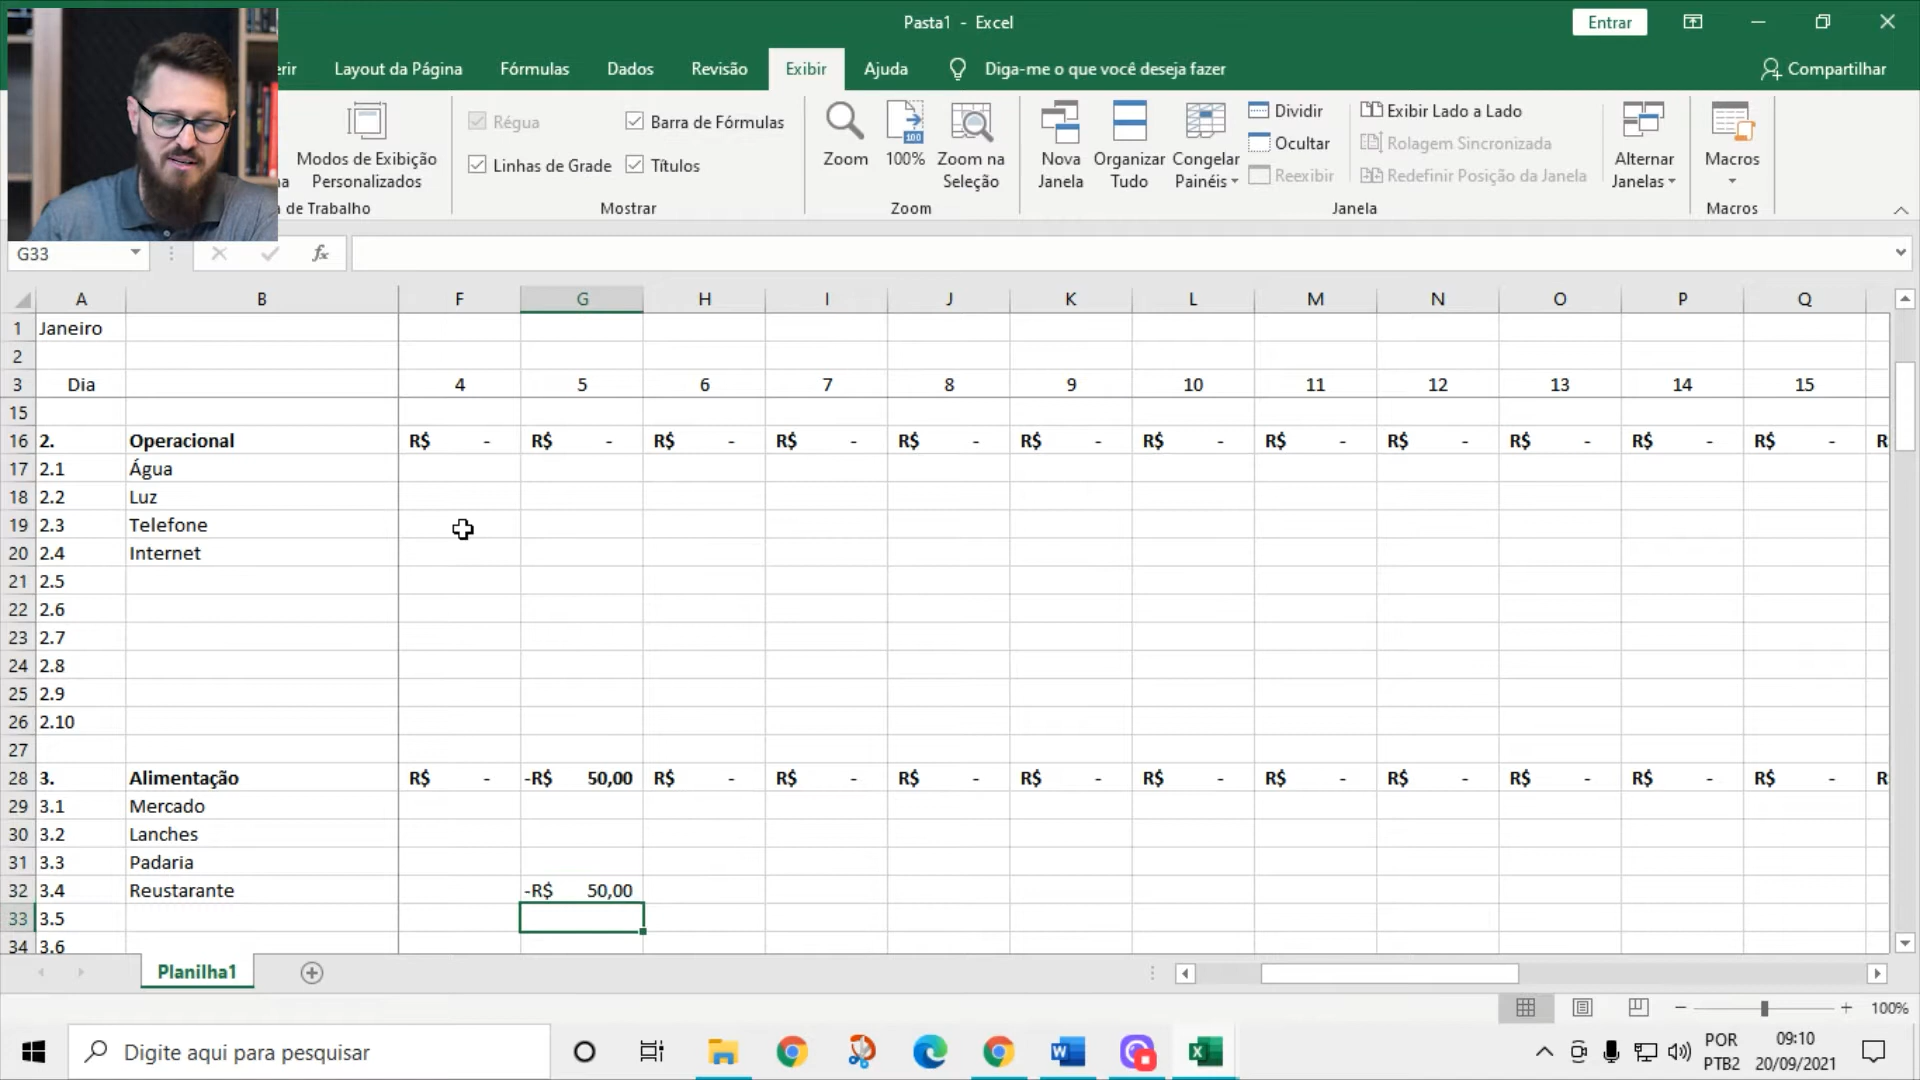 Pasta1 - Excel
Entrar
erir
Layout da Página
Fórmulas
Dados
Revisão
Exibir
Ajuda
Diga-me o que você deseja fazer
Compartilhar
Modos de Exibição
Personalizados
de Trabalho
Régua
Barra de Fórmulas
Linhas de Grade
Títulos
Mostrar
Zoom
100%
Zoom na
Seleção
Zoom
Nova
Janela
Organizar
Tudo
Congelar
Painéis
Dividir
Ocultar
Reexibir
Exibir Lado a Lado
Rolagem Sincronizada
Redefinir Posição da Janela
Janela
Alternar
Janelas
Macros
Macros
G33
fx
A B F G H I J K L M N O P Q
1 Janeiro
2
3 Dia 4 5 6 7 8 9 10 11 12 13 14 15
15
16 2. Operacional R$ - R$ - R$ - R$ - R$ - R$ - R$ - R$ - R$ - R$ - R$ - R$ - R
17 2.1 Água
18 2.2 Luz
19 2.3 Telefone
20 2.4 Internet
21 2.5
22 2.6
23 2.7
24 2.8
25 2.9
26 2.10
27
28 3. Alimentação R$ - -R$ 50,00 R$ - R$ - R$ - R$ - R$ - R$ - R$ - R$ - R$ - R$ - R
29 3.1 Mercado
30 3.2 Lanches
31 3.3 Padaria
32 3.4 Reustarante -R$ 50,00
33 3.5
34 3.6
Planilha1
100%
Digite aqui para pesquisar
POR
PTB2
09:10
20/09/2021